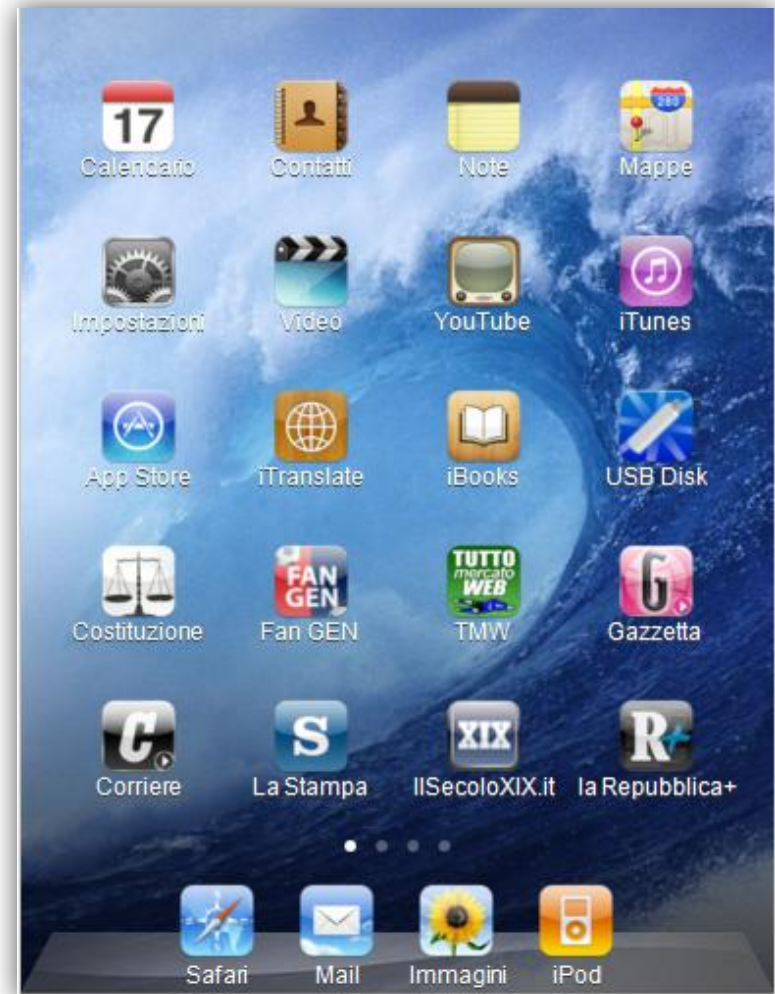 17
280
Calendario Contatti Note Mappe
Impostazioni Video YouTube iTunes
App Store iTranslate iBooks USB Disk
FAN
GEN
TUTTO
mercato
WEB
G
Costituzione Fan GEN TMW Gazzetta
C
S
XIX
R+
Corriere La Stampa IlSecoloXIX.it la Repubblica+
Safari Mail Immagini iPod